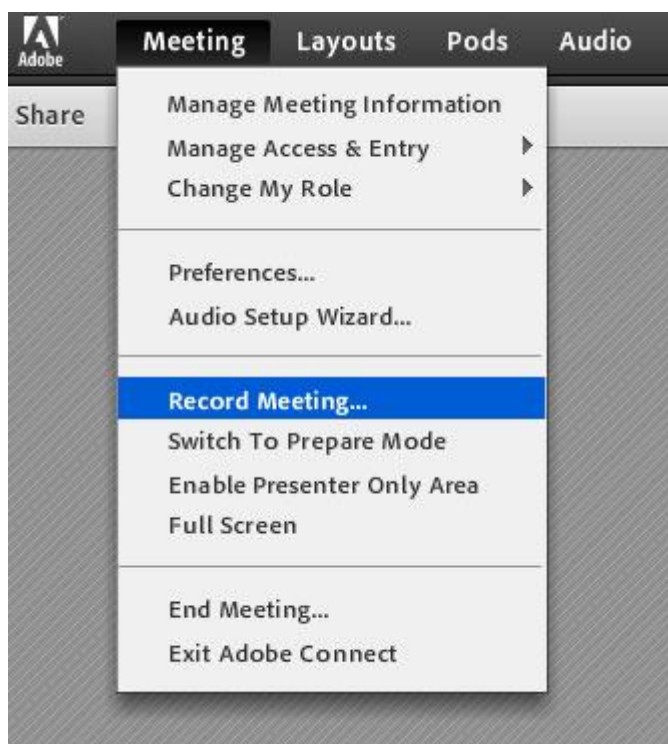 Adobe Meeting Layouts Pods Audio
Share
Manage Meeting Information
Manage Access & Entry
Change My Role
Preferences...
Audio Setup Wizard...
Record Meeting...
Switch To Prepare Mode
Enable Presenter Only Area
Full Screen
End Meeting...
Exit Adobe Connect